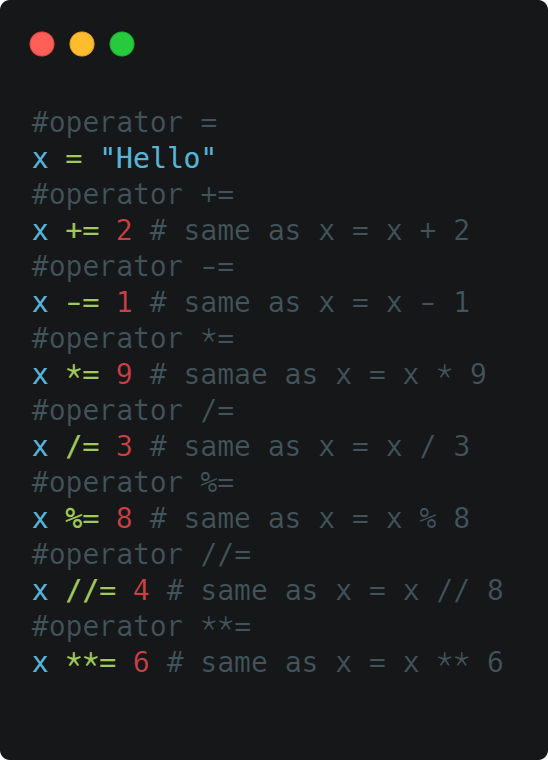 #operator =
x = "Hello"
#operator +=
x += 2 # same as x = x + 2
#operator -=
x -= 1 # same as x = x - 1
#operator *=
x *= 9 # samae as x = x * 9
#operator /=
x /= 3 # same as x = x / 3
#operator %=
x %= 8 # same as x = x % 8
#operator //=
x //= 4 # same as x = x // 8
#operator **=
x **= 6 # same as x = x ** 6